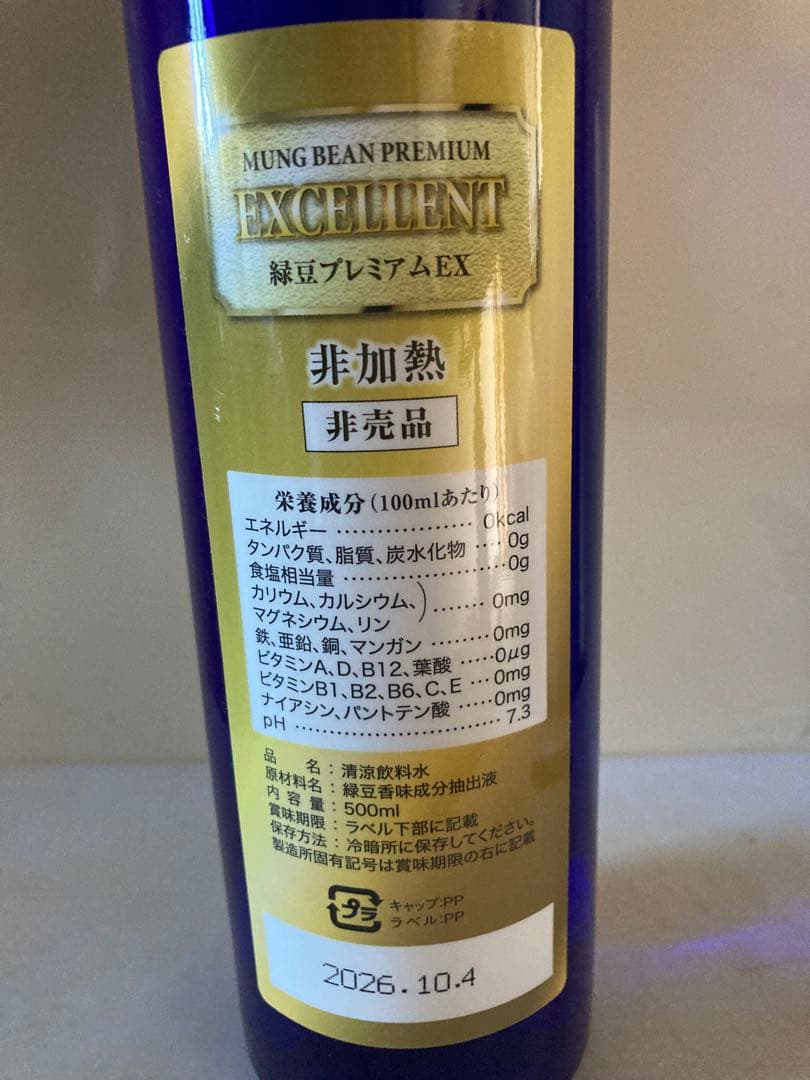 MUNG BEAN PREMIUM
EXCELLENT
緑豆プレミアムEX
非加熱
非売品
栄養成分(100mlあたり)
エネルギー ・・・・・・・・・・・・・・・・・ 0kcal
タンパク質、脂質、炭水化物 ・・・・ 0g
食塩相当量 ・・・・・・・・・・・・・・・・・・・・ 0g
カリウム、カルシウム、
マグネシウム、リン )・・・・・・・ 0mg
鉄、亜鉛、銅、マンガン ・・・・・・・・ 0mg
ビタミンA、D、B12、葉酸 ・・・・・ 0μg
ビタミンB1、B2、B6、C、E ・・・ 0mg
ナイアシン、パントテン酸 ・・・・・ 0mg
pH ・・・・・・・・・・・・・・・・・・・・・・・・・ 7.3
品名:清涼飲料水
原材料名:緑豆香味成分抽出液
内容量:500ml
賞味期限:ラベル下部に記載
保存方法:冷暗所に保存してください。
製造所固有記号は賞味期限の右に記載
プラ
キャップ:PP
ラベル:PP
2026.10.4